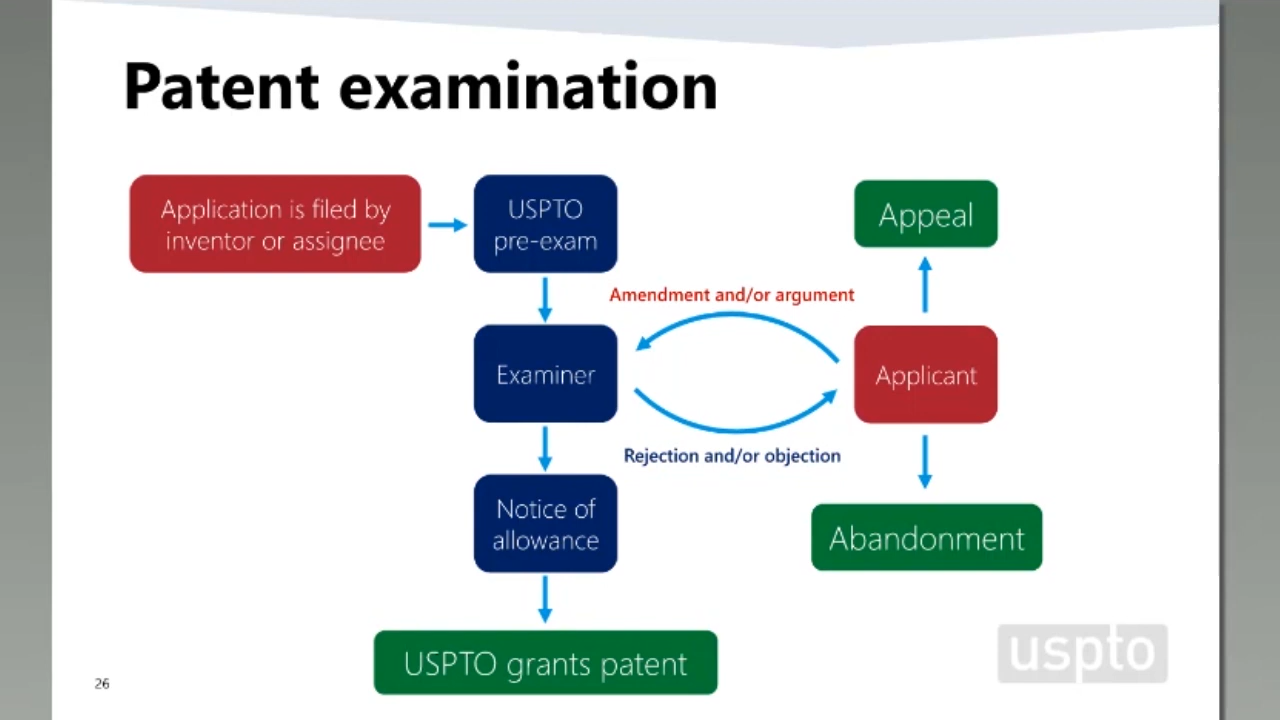 Patent examination
Application is filed by
inventor or assignee
USPTO
pre-exam
Appeal
Amendment and/or argument
Examiner
Applicant
Rejection and/or objection
Notice of
allowance
Abandonment
USPTO grants patent
uspto
26